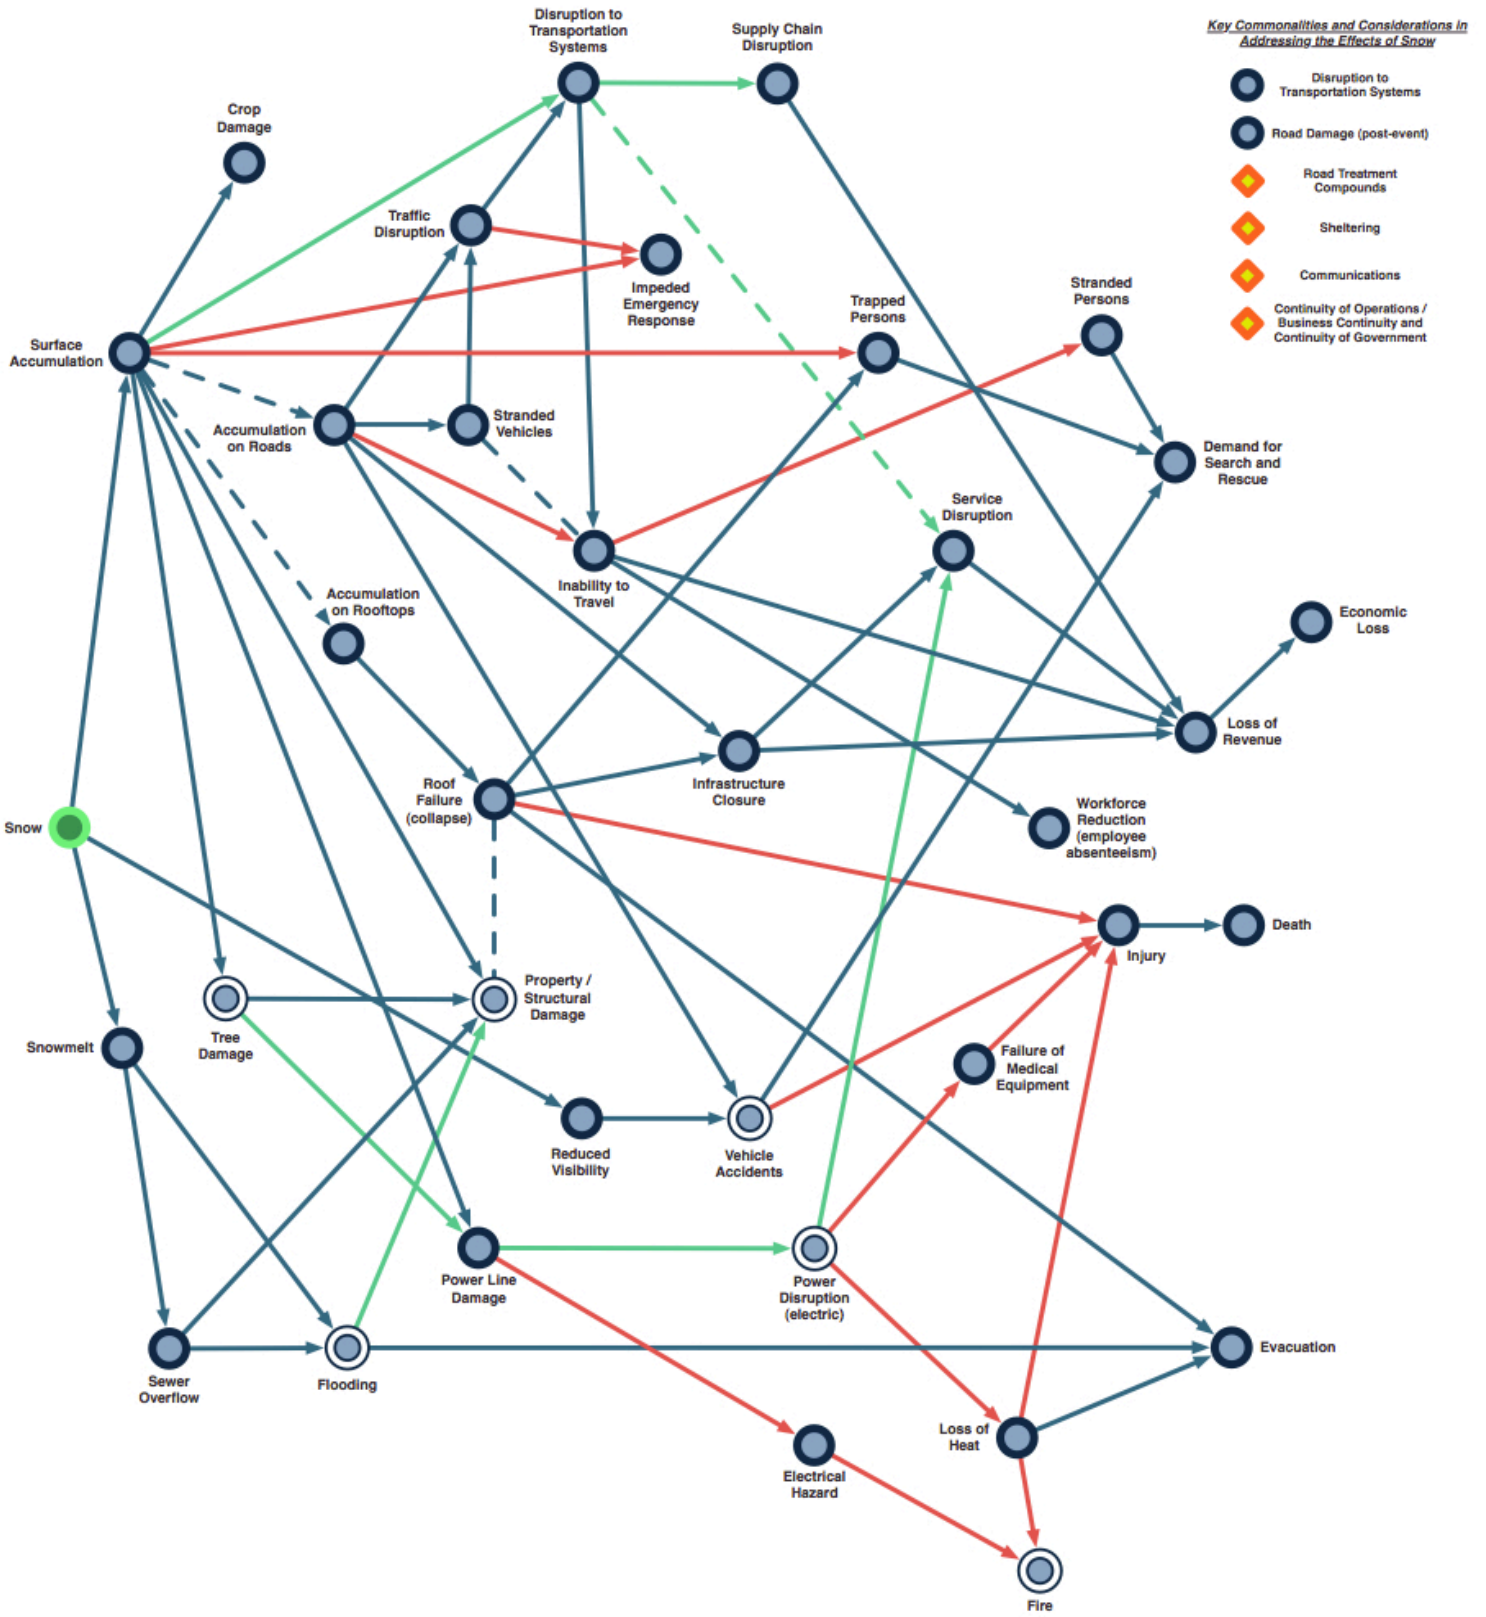 Disruption to
Transportation
Systems
Supply Chain
Disruption
Key Commonalities and Considerations in
Addressing the Effects of Snow
Disruption to
Transportation Systems
Road Damage (post-event)
Road Treatment
Compounds
Sheltering
Communications
Continuity of Operations /
Business Continuity and
Continuity of Government
Crop
Damage
Traffic
Disruption
Impeded
Emergency
Response
Trapped
Persons
Stranded
Persons
Surface
Accumulation
Accumulation
on Roads
Stranded
Vehicles
Demand for
Search and
Rescue
Service
Disruption
Inability to
Travel
Accumulation
on Rooftops
Economic
Loss
Loss of
Revenue
Infrastructure
Closure
Roof
Failure
(collapse)
Workforce
Reduction
(employee
absenteeism)
Snow
Injury
Death
Property /
Structural
Damage
Tree
Damage
Snowmelt
Failure of
Medical
Equipment
Reduced
Visibility
Vehicle
Accidents
Power Line
Damage
Power
Disruption
(electric)
Sewer
Overflow
Flooding
Evacuation
Loss of
Heat
Electrical
Hazard
Fire